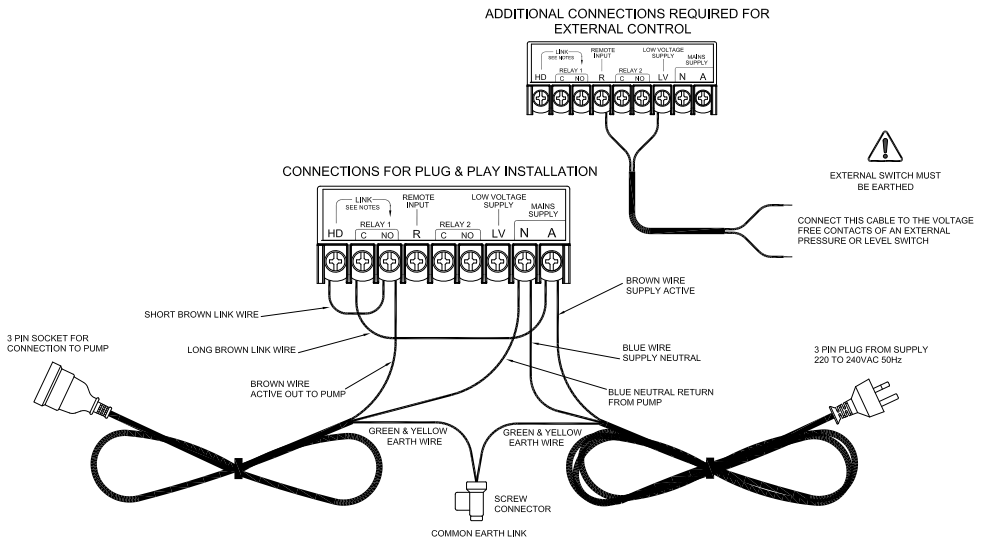 ADDITIONAL CONNECTIONS REQUIRED FOR
EXTERNAL CONTROL
LINK
SEE NOTES
REMOTE
INPUT
LOW VOLTAGE
SUPPLY
MAINS
SUPPLY
RELAY 1
RELAY 2
HD C NO R C NO LV N A
EXTERNAL SWITCH MUST
BE EARTHED
CONNECT THIS CABLE TO THE VOLTAGE
FREE CONTACTS OF AN EXTERNAL
PRESSURE OR LEVEL SWITCH
CONNECTIONS FOR PLUG & PLAY INSTALLATION
LINK
SEE NOTES
REMOTE
INPUT
LOW VOLTAGE
SUPPLY
MAINS
SUPPLY
RELAY 1
RELAY 2
HD C NO R C NO LV N A
BROWN WIRE
SUPPLY ACTIVE
SHORT BROWN LINK WIRE
3 PIN SOCKET FOR
CONNECTION TO PUMP
LONG BROWN LINK WIRE
BLUE WIRE
SUPPLY NEUTRAL
3 PIN PLUG FROM SUPPLY
220 TO 240VAC 50Hz
BROWN WIRE
ACTIVE OUT TO PUMP
BLUE NEUTRAL RETURN
FROM PUMP
GREEN & YELLOW
EARTH WIRE
GREEN & YELLOW
EARTH WIRE
SCREW
CONNECTOR
COMMON EARTH LINK